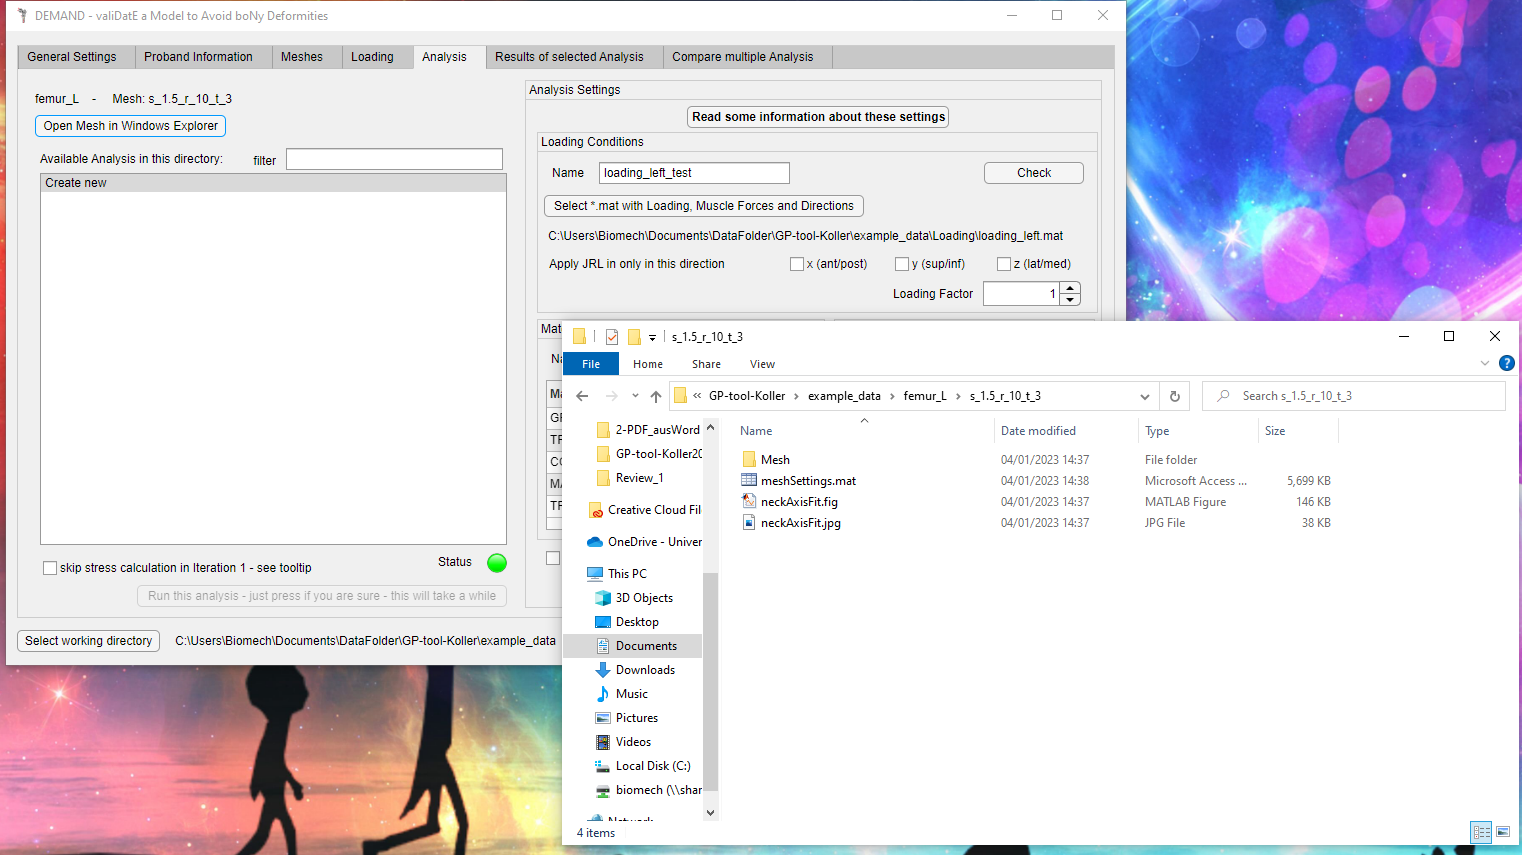 DEMAND - valiDatE a Model to Avoid boNy Deformities
General Settings
Proband Information
Meshes
Loading
Analysis
Results of selected Analysis
Compare multiple Analysis
femur_L - Mesh: s_1.5_r_10_t_3
Open Mesh in Windows Explorer
Available Analysis in this directory:
filter
Create new
skip stress calculation in Iteration 1 - see tooltip
Status
Run this analysis - just press if you are sure - this will take a while
Select working directory
C:\Users\Biomech\Documents\DataFolder\GP-tool-Koller\example_data
Analysis Settings
Read some information about these settings
Loading Conditions
Name
loading_left_test
Check
Select *.mat with Loading, Muscle Forces and Directions
C:\Users\Biomech\Documents\DataFolder\GP-tool-Koller\example_data\Loading\loading_left.mat
Apply JRL in only in this direction
x (ant/post)
y (sup/inf)
z (lat/med)
Loading Factor
1
s_1.5_r_10_t_3
File
Home
Share
View
?
« GP-tool-Koller > example_data > femur_L > s_1.5_r_10_t_3
Search s_1.5_r_10_t_3
2-PDF_ausWord
GP-tool-Koller20
Review_1
Creative Cloud Fil
OneDrive - Univer
This PC
3D Objects
Desktop
Documents
Downloads
Music
Pictures
Videos
Local Disk (C:)
biomech (\\shar
Network
Name Date modified Type Size
Mesh 04/01/2023 14:37 File folder
meshSettings.mat 04/01/2023 14:38 Microsoft Access ... 5,699 KB
neckAxisFit.fig 04/01/2023 14:37 MATLAB Figure 146 KB
neckAxisFit.jpg 04/01/2023 14:37 JPG File 38 KB
4 items